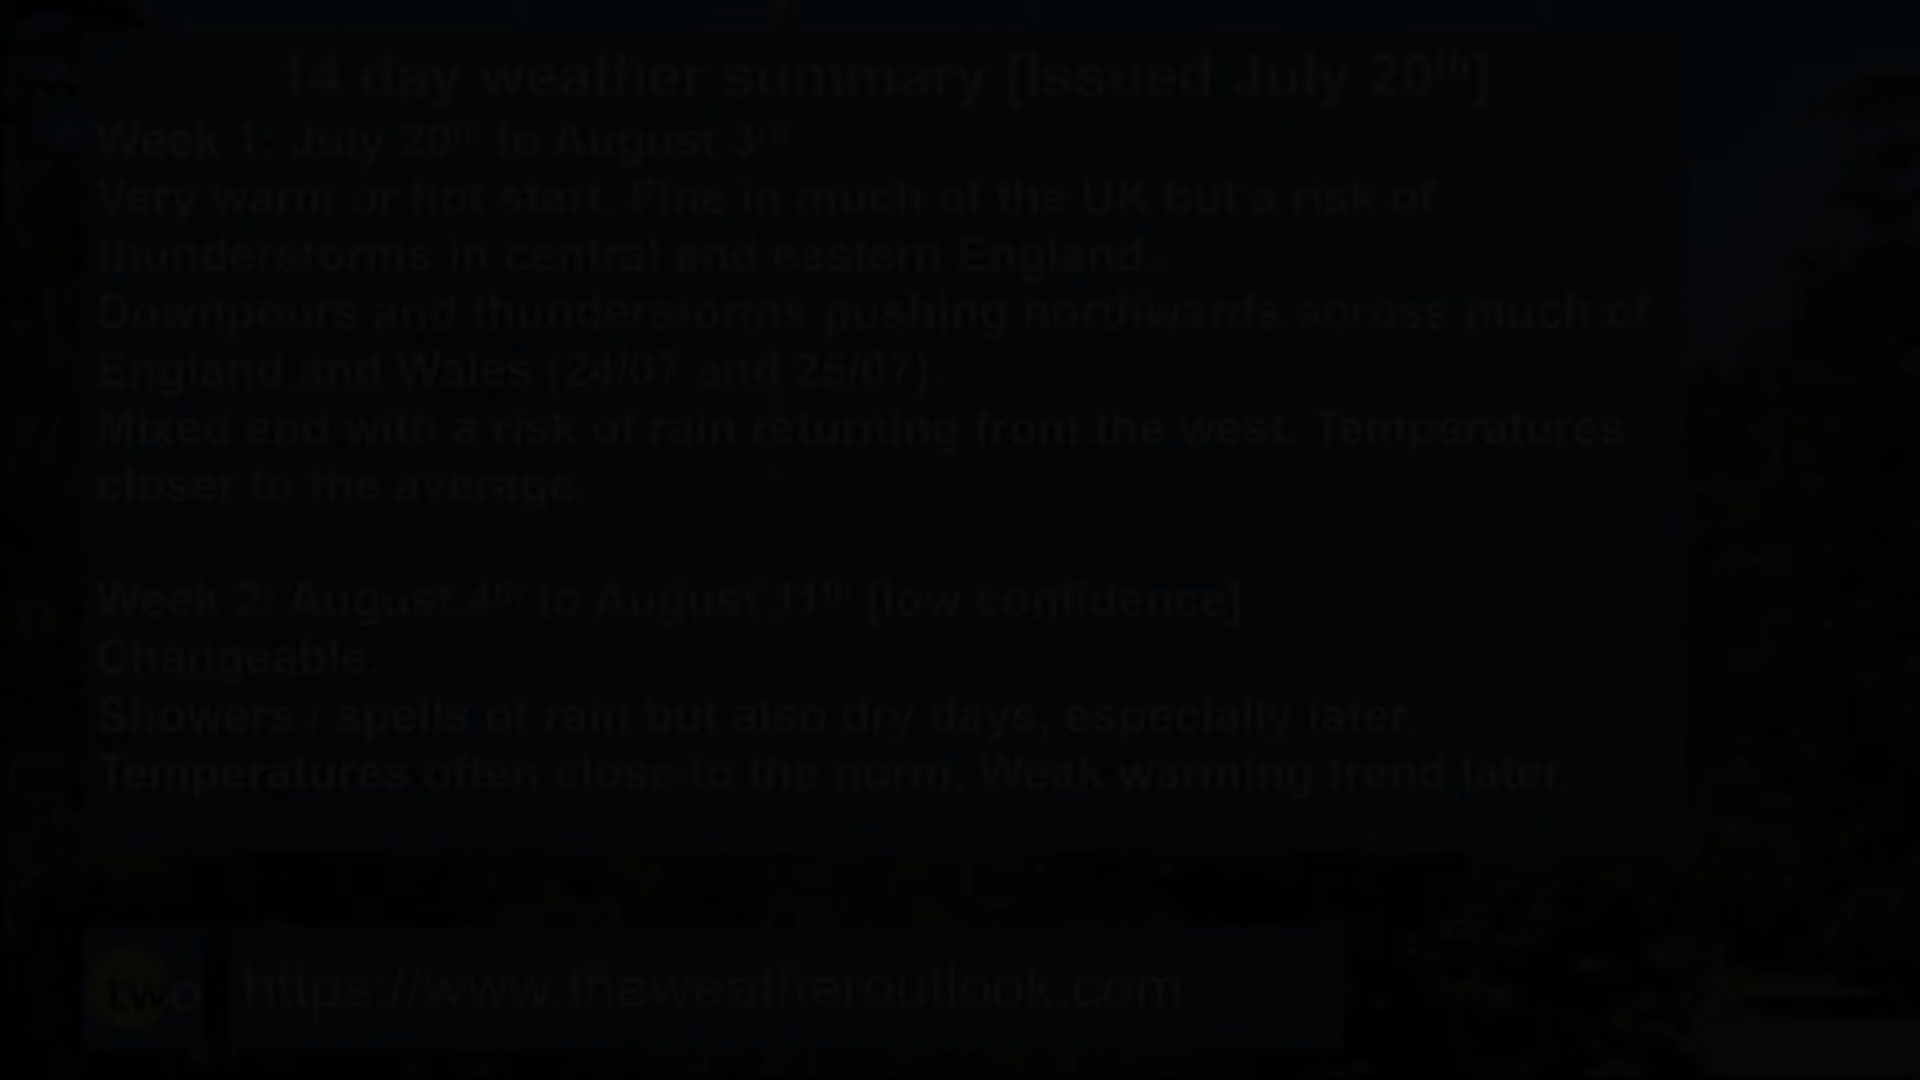 14 day weather summary [Issued July 20th]
Week 1: July 20th to August 3rd
Very warm or hot start. Fine in much of the UK but a risk of
thunderstorms in central and eastern England.
Downpours and thunderstorms pushing northwards across much of
England and Wales (24/07 and 25/07).
Mixed end with a risk of rain returning from the west. Temperatures
closer to the average.
Week 2: August 4th to August 11th [low confidence]
Changeable.
Showers / spells of rain but also dry days, especially later.
Temperatures often close to the norm. Weak warming trend later.
two
https://www.theweatheroutlook.com